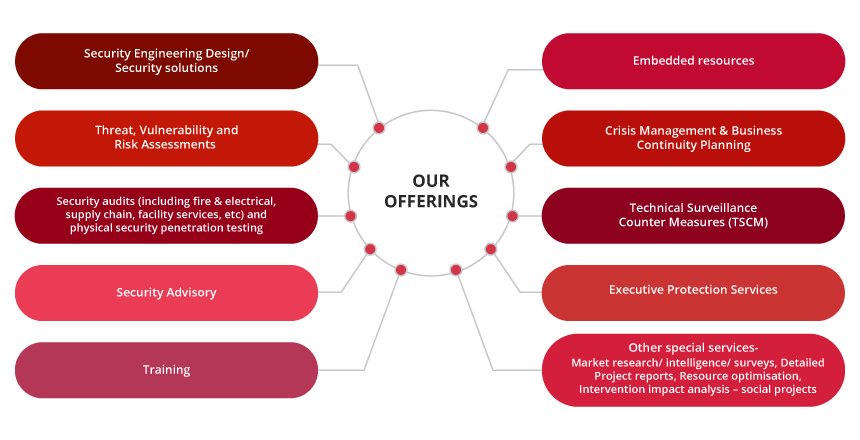 Security Engineering Design/
Security solutions
Threat, Vulnerability and
Risk Assessments
Security audits (including fire & electrical,
supply chain, facility services, etc) and
physical security penetration testing
Security Advisory
Training
OUR
OFFERINGS
Embedded resources
Crisis Management & Business
Continuity Planning
Technical Surveillance
Counter Measures (TSCM)
Executive Protection Services
Other special services-
Market research/ intelligence/ surveys, Detailed
Project reports, Resource optimisation,
Intervention impact analysis – social projects